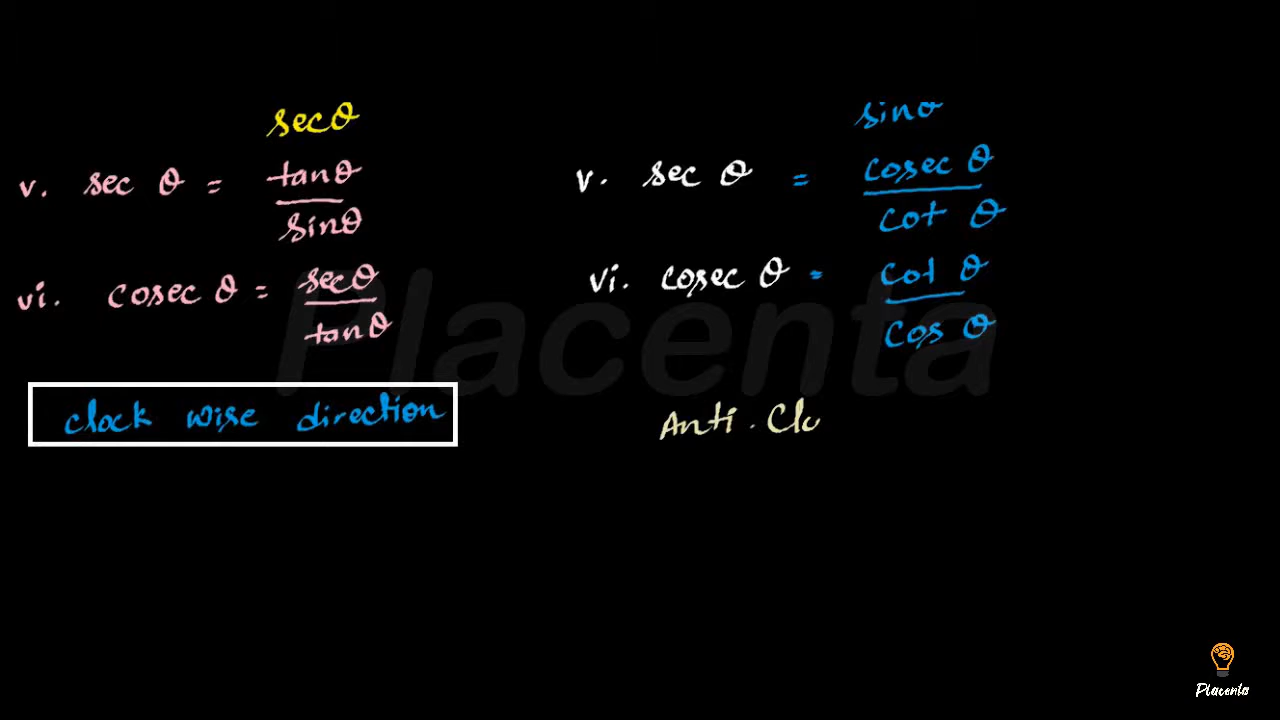 secθ
v. sec θ = tanθ / sinθ
vi. cosec θ = secθ / tanθ
clock wise direction
sinθ
v. sec θ = cosec θ / cot θ
vi. cosec θ = cot θ / cos θ
Anti. Clo
Placenta
Placenta